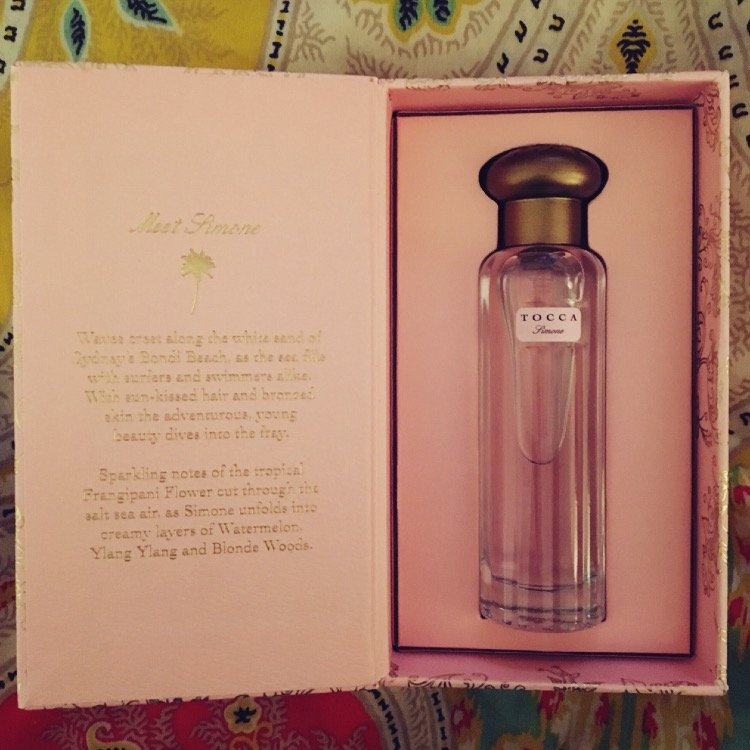 Meet Simone
Waves crest along the white sand of
Sydney's Bondi Beach, as the sea fills
with surfers and swimmers alike.
With sun-kissed hair and bronzed
skin the adventurous, young
beauty dives into the fray.
Sparkling notes of the tropical
Frangipani Flower cut through the
salt sea air, as Simone unfolds into
creamy layers of Watermelon,
Ylang Ylang and Blonde Woods.
TOCCA
Simone